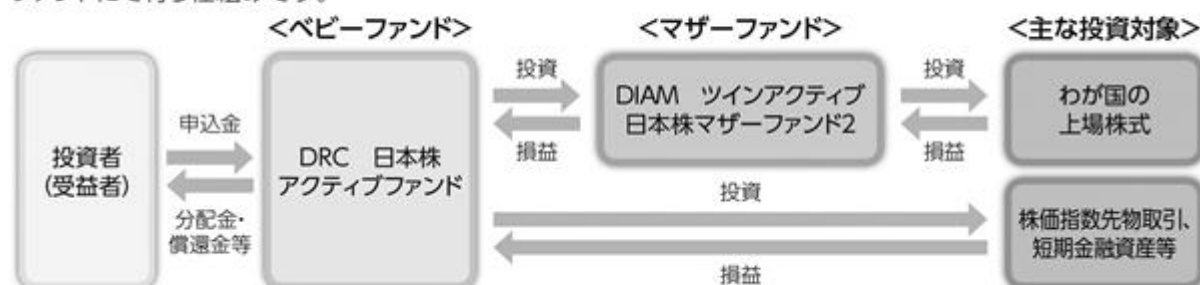 ＜ベビーファンド＞
＜マザーファンド＞
＜主な投資対象＞
投資者
(受益者)
申込金
分配金・
償還金等
DRC 日本株
アクティブファンド
投資
損益
DIAM ツインアクティブ
日本株マザーファンド2
投資
損益
わが国の
上場株式
投資
損益
株価指数先物取引、
短期金融資産等